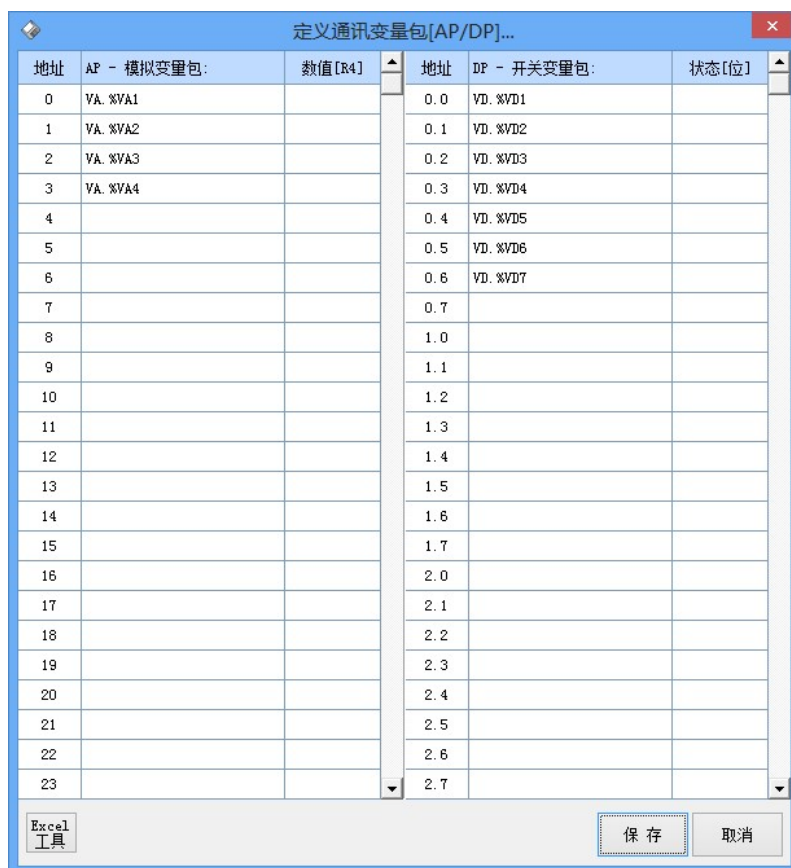 定义通讯变量包[AP/DP]...
地址 AP - 模拟变量包: 数值[R4] 地址 DP - 开关变量包: 状态[位]
0 VA.%VA1 0.0 VD.%VD1
1 VA.%VA2 0.1 VD.%VD2
2 VA.%VA3 0.2 VD.%VD3
3 VA.%VA4 0.3 VD.%VD4
4 0.4 VD.%VD5
5 0.5 VD.%VD6
6 0.6 VD.%VD7
7 0.7
8 1.0
9 1.1
10 1.2
11 1.3
12 1.4
13 1.5
14 1.6
15 1.7
16 2.0
17 2.1
18 2.2
19 2.3
20 2.4
21 2.5
22 2.6
23 2.7
Excel
工具 保存 取消